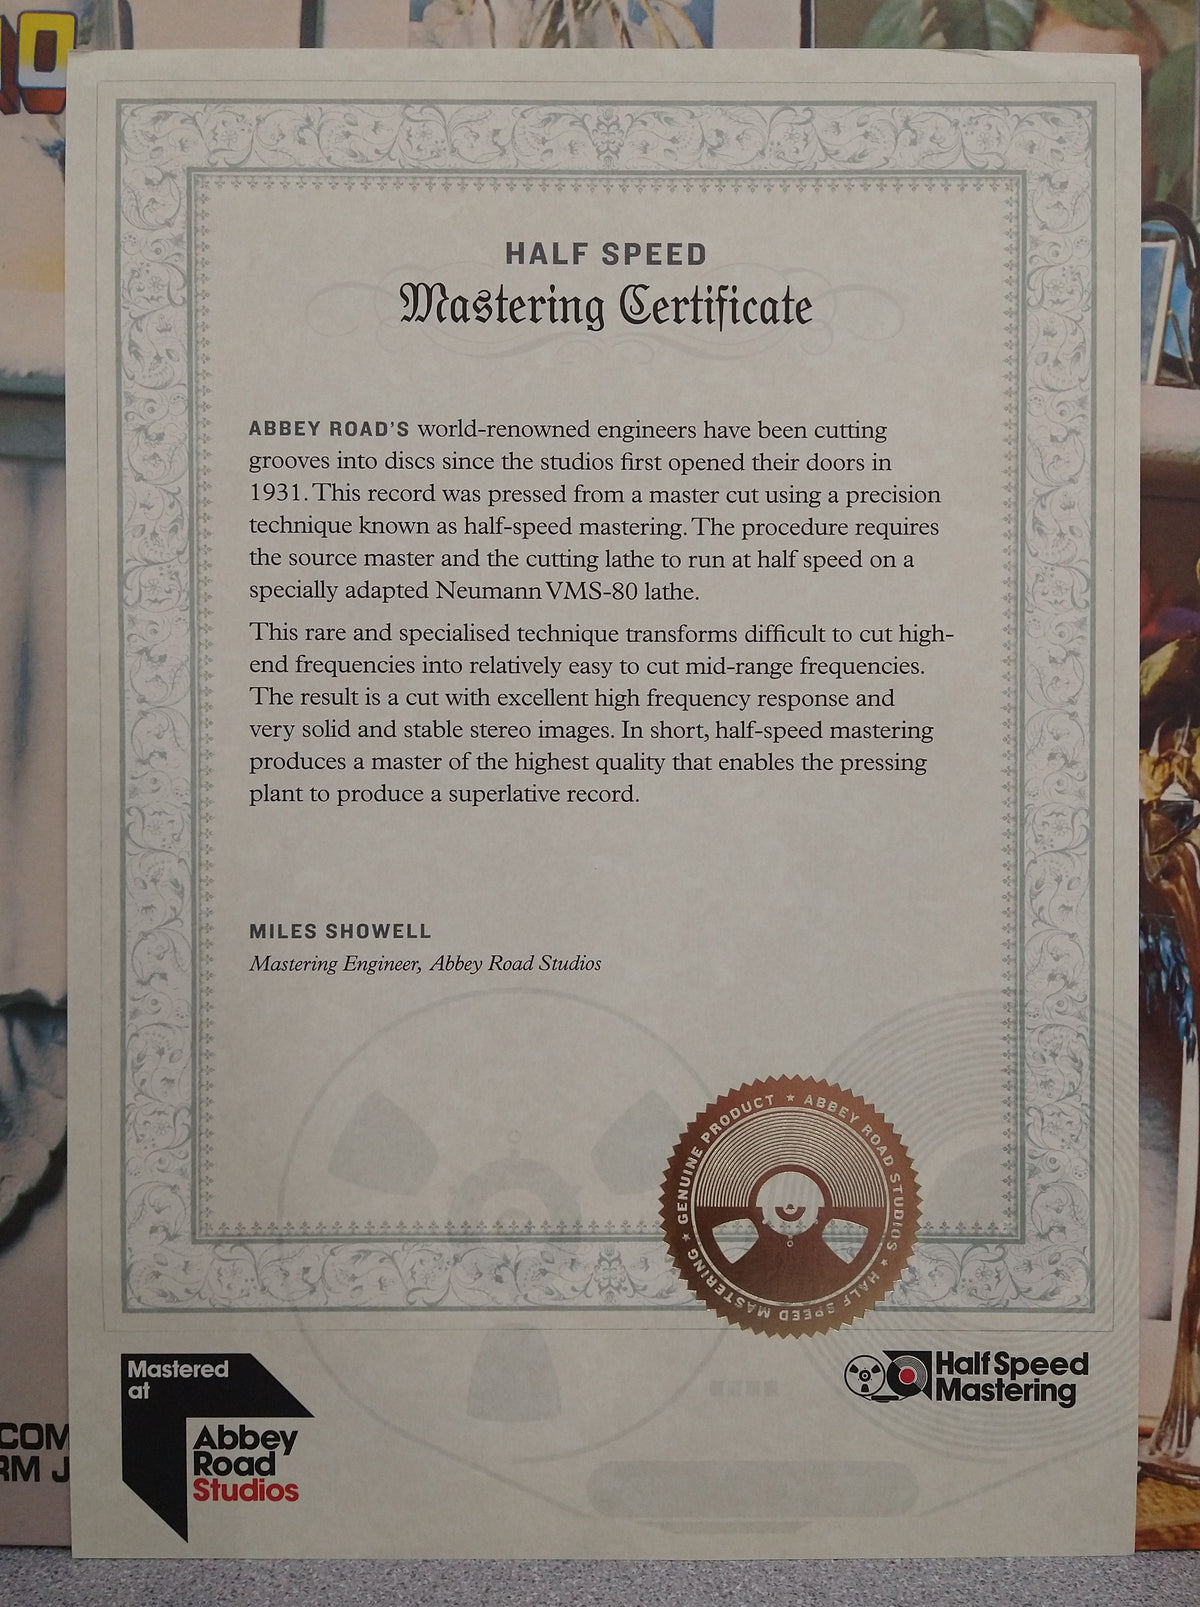 O
HALF SPEED
Mastering Certificate
ABBEY ROAD'S world-renowned engineers have been cutting
grooves into discs since the studios first opened their doors in
1931. This record was pressed from a master cut using a precision
technique known as half-speed mastering. The procedure requires
the source master and the cutting lathe to run at half speed on a
specially adapted Neumann VMS-80 lathe.
This rare and specialised technique transforms difficult to cut high-
end frequencies into relatively easy to cut mid-range frequencies.
The result is a cut with excellent high frequency response and
very solid and stable stereo images. In short, half-speed mastering
produces a master of the highest quality that enables the pressing
plant to produce a superlative record.
MILES SHOWELL
Mastering Engineer, Abbey Road Studios
GENUINE PRODUCT ★ ABBEY ROAD STUDIOS ★ HALF SPEED MASTERING ★
Mastered
at
Abbey
Road
Studios
Half Speed
Mastering
COM
RM J